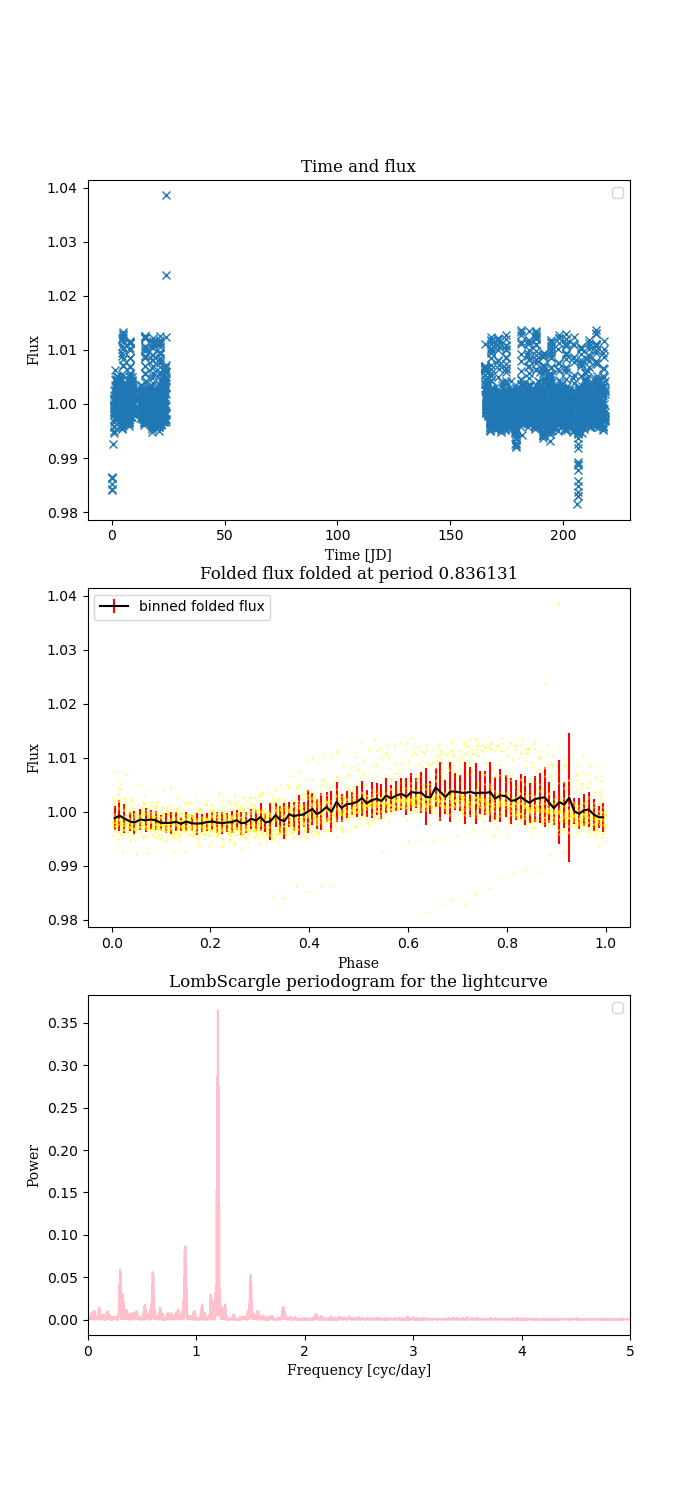 Time and flux
1.04
1.03
1.02
1.01
1.00
0.99
0.98
Flux
0 50 100 150 200
Time [JD]
Folded flux folded at period 0.836131
binned folded flux
1.04
1.03
1.02
1.01
1.00
0.99
0.98
Flux
0.0 0.2 0.4 0.6 0.8 1.0
Phase
LombScargle periodogram for the lightcurve
0.35
0.30
0.25
0.20
0.15
0.10
0.05
0.00
Power
0 1 2 3 4 5
Frequency [cyc/day]